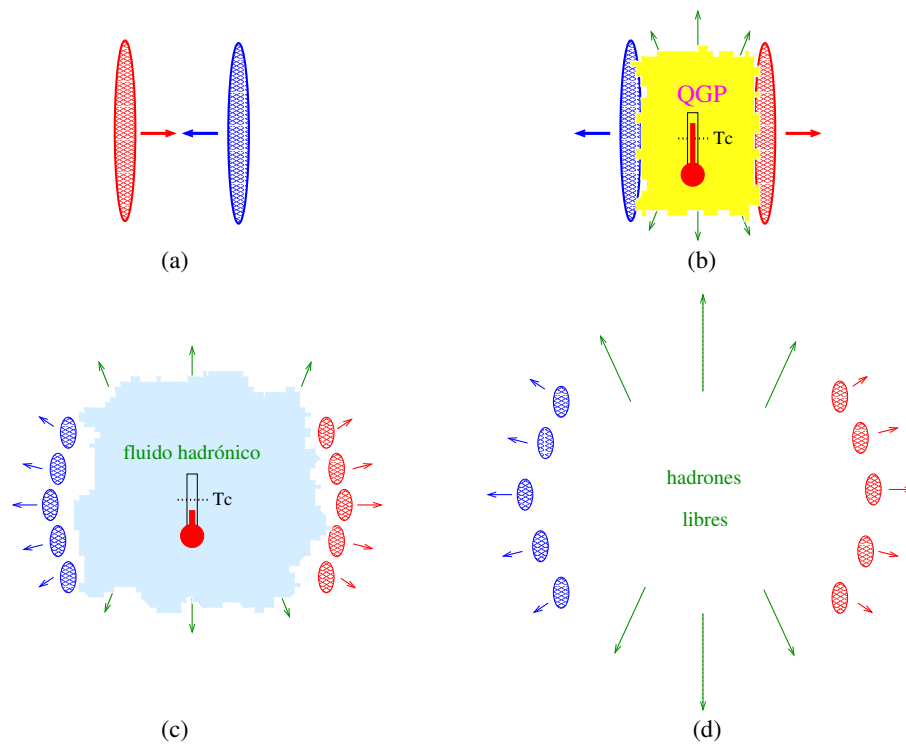 QGP
Tc
(a)
(b)
fluido hadrónico
Tc
hadrones
libres
(c)
(d)